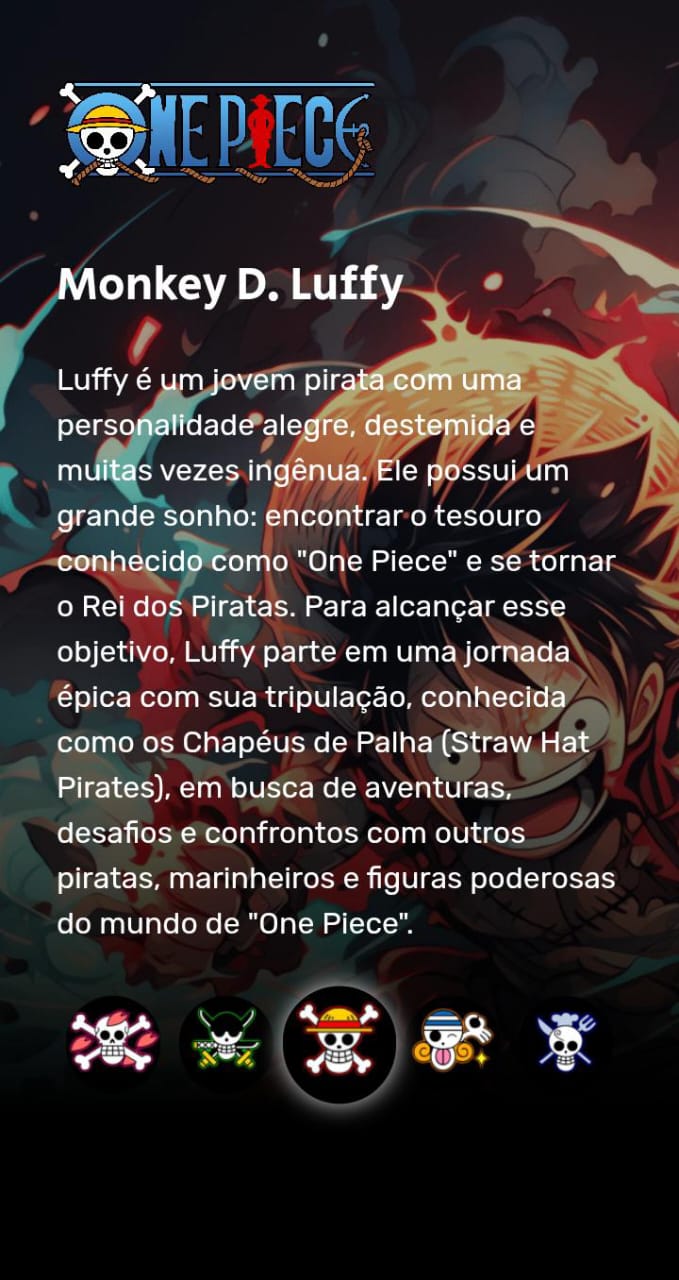 ONE PIECE
Monkey D. Luffy
Luffy é um jovem pirata com uma
personalidade alegre, destemida e
muitas vezes ingênua. Ele possui um
grande sonho: encontrar o tesouro
conhecido como "One Piece" e se tornar
o Rei dos Piratas. Para alcançar esse
objetivo, Luffy parte em uma jornada
épica com sua tripulação, conhecida
como os Chapéus de Palha (Straw Hat
Pirates), em busca de aventuras,
desafios e confrontos com outros
piratas, marinheiros e figuras poderosas
do mundo de "One Piece".